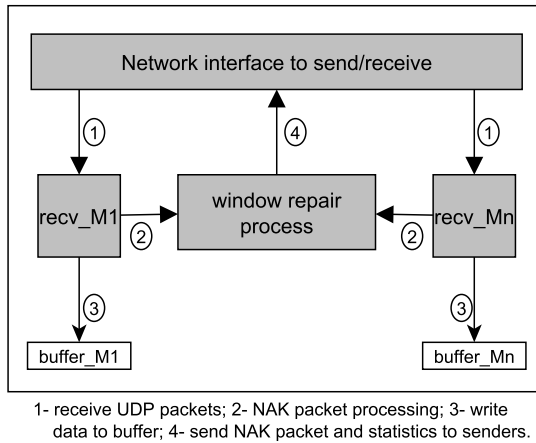 Network interface to send/receive
1
4
1
recv_M1
window repair
process
recv_Mn
2
2
3
3
buffer_M1
buffer_Mn
1- receive UDP packets; 2- NAK packet processing; 3- write
data to buffer; 4- send NAK packet and statistics to senders.